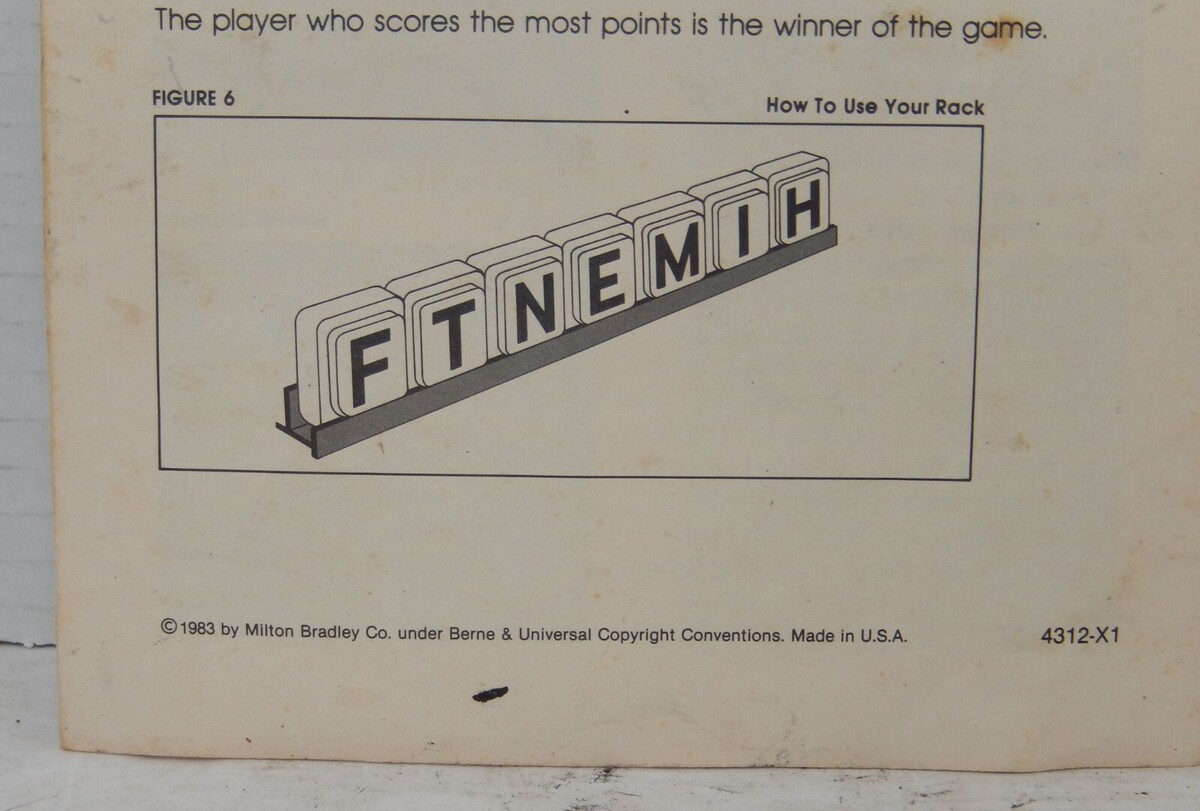 The player who scores the most points is the winner of the game.
FIGURE 6
How To Use Your Rack
F T N E M I H
©1983 by Milton Bradley Co. under Berne & Universal Copyright Conventions. Made in U.S.A.
4312-X1